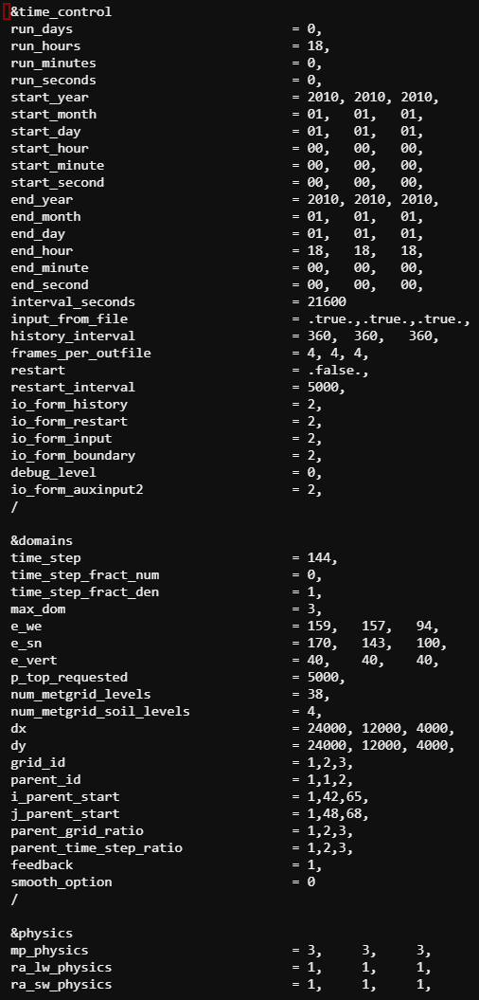 &time_control
run_days                            = 0,
run_hours                           = 18,
run_minutes                         = 0,
run_seconds                         = 0,
start_year                          = 2010, 2010, 2010,
start_month                         = 01,   01,   01,
start_day                           = 01,   01,   01,
start_hour                          = 00,   00,   00,
start_minute                        = 00,   00,   00,
start_second                        = 00,   00,   00,
end_year                            = 2010, 2010, 2010,
end_month                           = 01,   01,   01,
end_day                             = 01,   01,   01,
end_hour                            = 18,   18,   18,
end_minute                          = 00,   00,   00,
end_second                          = 00,   00,   00,
interval_seconds                    = 21600
input_from_file                     = .true.,.true.,.true.,
history_interval                    = 360,  360,   360,
frames_per_outfile                  = 4, 4, 4,
restart                             = .false.,
restart_interval                    = 5000,
io_form_history                     = 2,
io_form_restart                     = 2,
io_form_input                       = 2,
io_form_boundary                    = 2,
debug_level                         = 0,
io_form_auxinput2                   = 2,
/

&domains
time_step                           = 144,
time_step_fract_num                 = 0,
time_step_fract_den                 = 1,
max_dom                             = 3,
e_we                                = 159,   157,   94,
e_sn                                = 170,   143,   100,
e_vert                              = 40,    40,    40,
p_top_requested                     = 5000,
num_metgrid_levels                  = 38,
num_metgrid_soil_levels             = 4,
dx                                  = 24000, 12000, 4000,
dy                                  = 24000, 12000, 4000,
grid_id                             = 1,2,3,
parent_id                           = 1,1,2,
i_parent_start                      = 1,42,65,
j_parent_start                      = 1,48,68,
parent_grid_ratio                   = 1,2,3,
parent_time_step_ratio              = 1,2,3,
feedback                            = 1,
smooth_option                       = 0
/

&physics
mp_physics                          = 3,     3,     3,
ra_lw_physics                       = 1,     1,     1,
ra_sw_physics                       = 1,     1,     1,